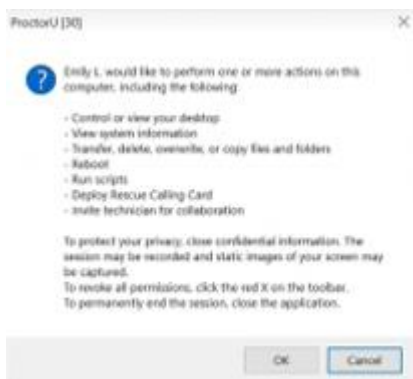 ProctorU [30]
Emily L. would like to perform one or more actions on this
computer, including the following:
- Control or view your desktop
- View system information
- Transfer, delete, overwrite, or copy files and folders
- Reboot
- Run scripts
- Deploy Rescue Calling Card
- Invite technician for collaboration
To protect your privacy, close confidential information. The
session may be recorded and static images of your screen may
be captured.
To revoke all permissions, click the red X on the toolbar.
To permanently end the session, close the application.
OK
Cancel